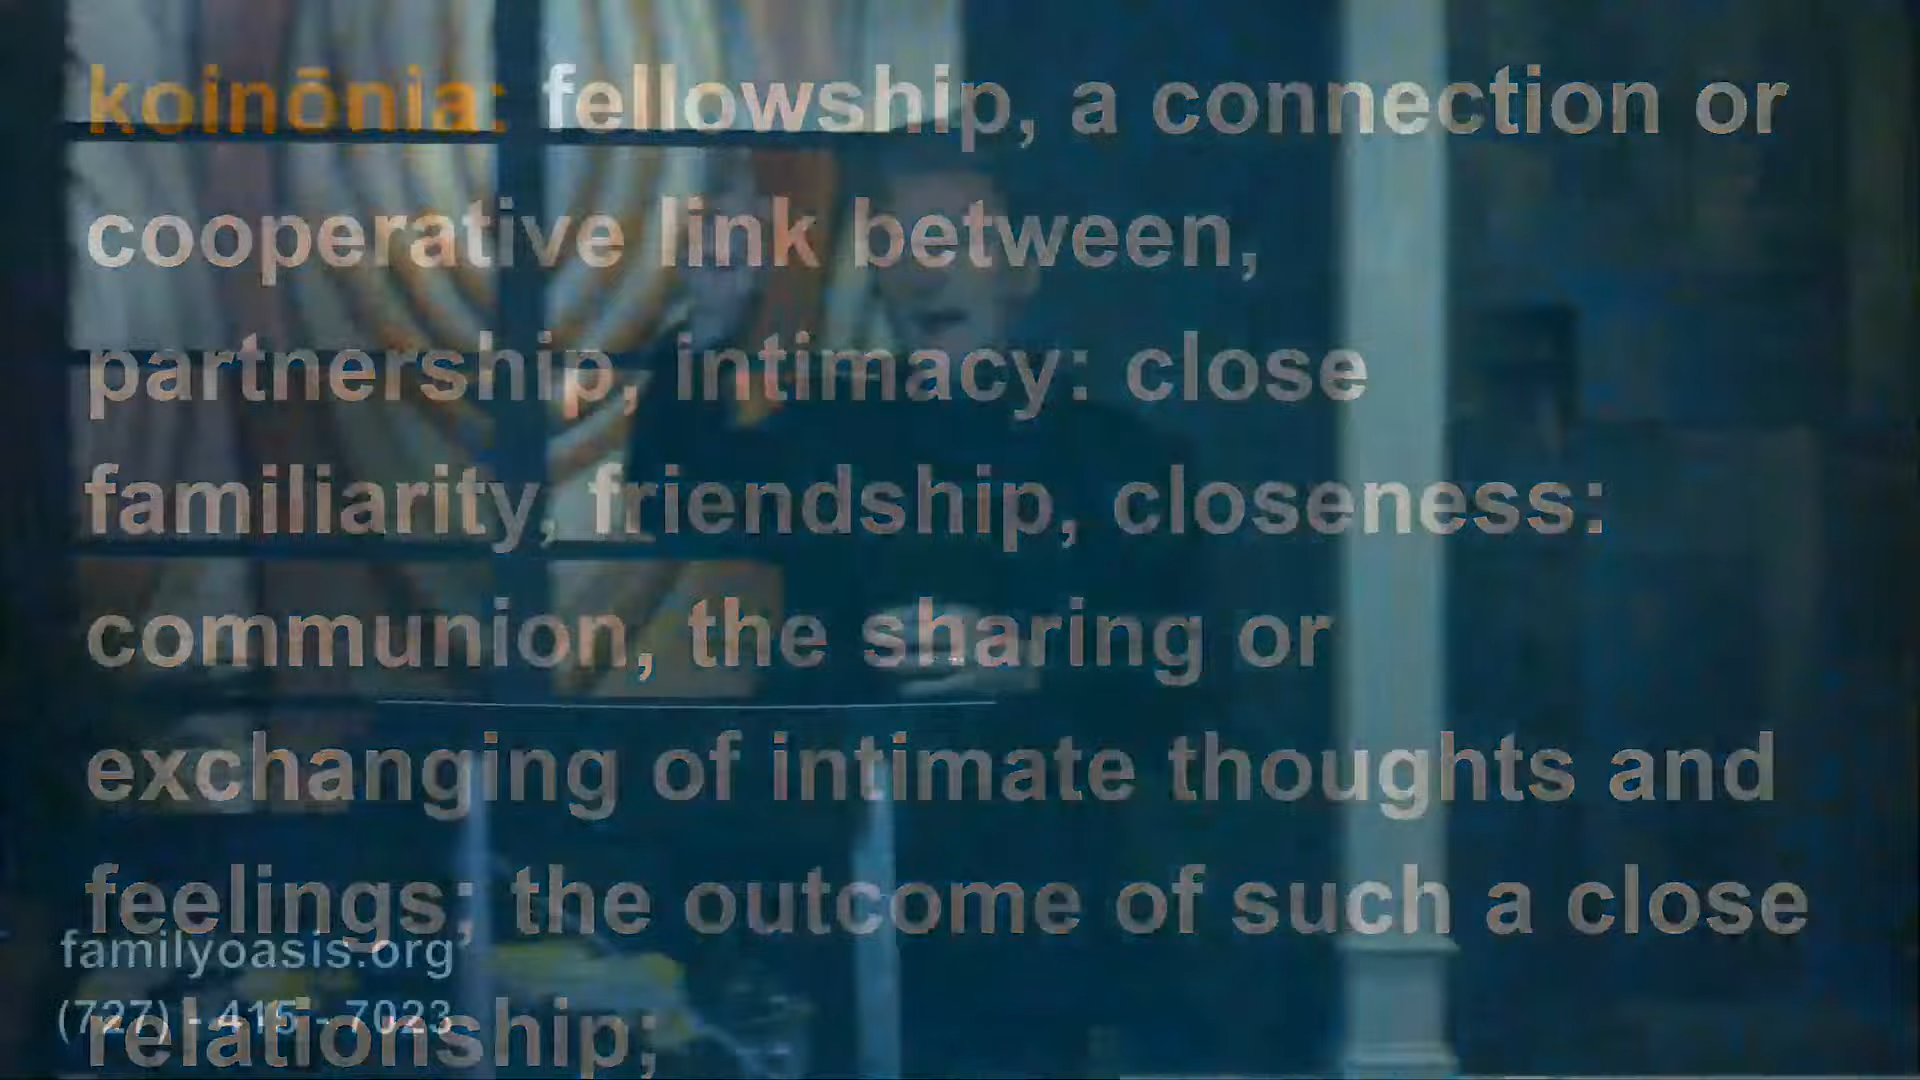 koinōnia: fellowship, a connection or
cooperative link between,
partnership, intimacy: close
familiarity, friendship, closeness:
communion, the sharing or
exchanging of intimate thoughts and
feelings; the outcome of such a close
relationship;
familyoasis.org
(727) - 415 - 7023